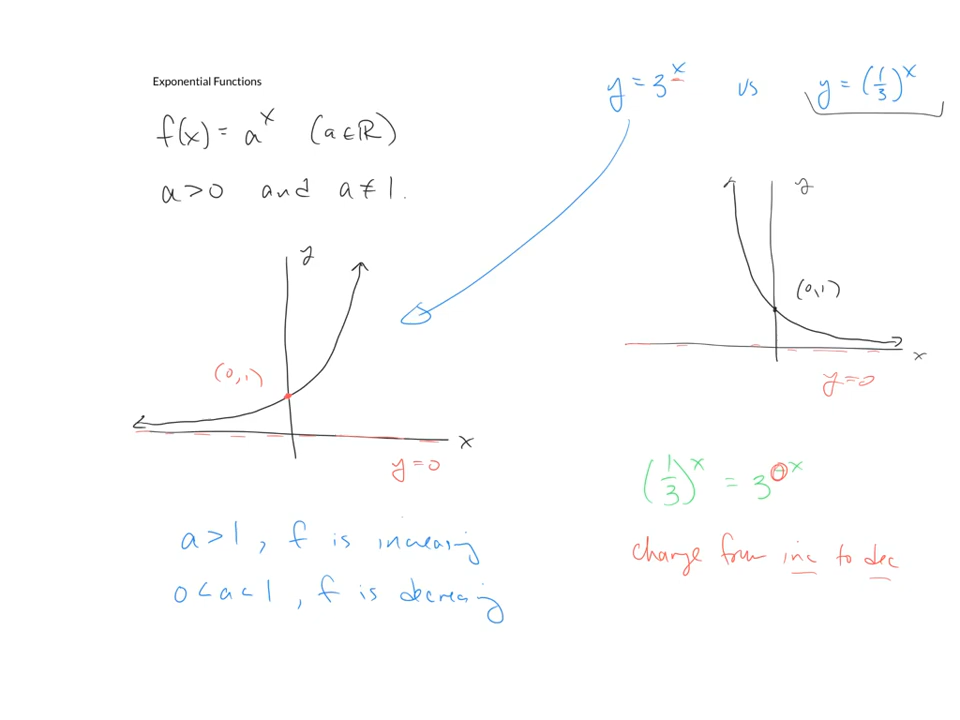 Exponential Functions
f(x) = a^x (a∈ℝ)
a>0 and a≠1.
y = 3^x vs y = (1/3)^x
y
(0,1)
x
y=0
y
(0,1)
x
y=0
a>1, f is increasing
0<a<1, f is decreasing
(1/3)^x = 3^-x
change from inc to dec